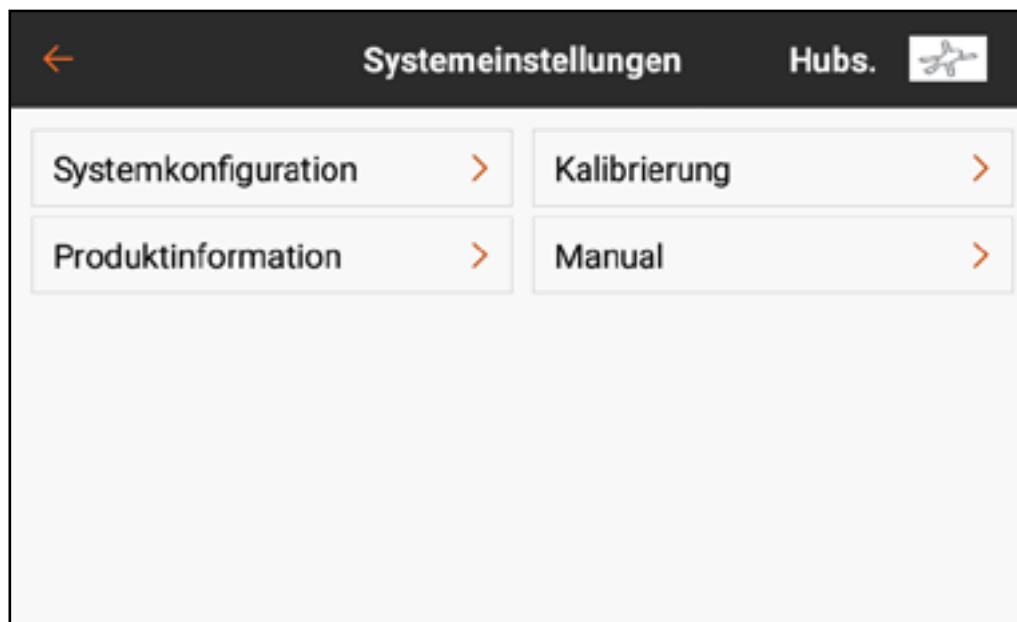 Systemeinstellungen Hubs.
Systemkonfiguration
Kalibrierung
Produktinformation
Manual